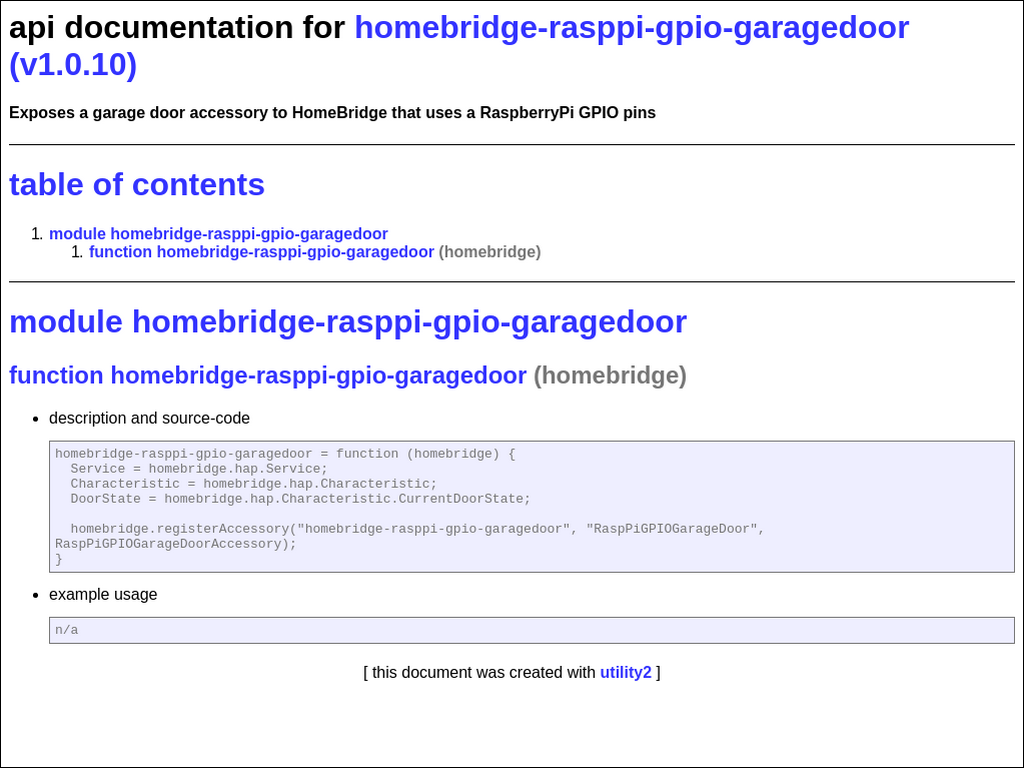 api documentation for homebridge-rasppi-gpio-garagedoor
(v1.0.10)
Exposes a garage door accessory to HomeBridge that uses a RaspberryPi GPIO pins
table of contents
1. module homebridge-rasppi-gpio-garagedoor
1. function homebridge-rasppi-gpio-garagedoor (homebridge)
module homebridge-rasppi-gpio-garagedoor
function homebridge-rasppi-gpio-garagedoor (homebridge)
• description and source-code
homebridge-rasppi-gpio-garagedoor = function (homebridge) {
  Service = homebridge.hap.Service;
  Characteristic = homebridge.hap.Characteristic;
  DoorState = homebridge.hap.Characteristic.CurrentDoorState;
  homebridge.registerAccessory("homebridge-rasppi-gpio-garagedoor", "RaspPiGPIOGarageDoor",
RaspPiGPIOGarageDoorAccessory);
}
• example usage
n/a
[ this document was created with utility2 ]